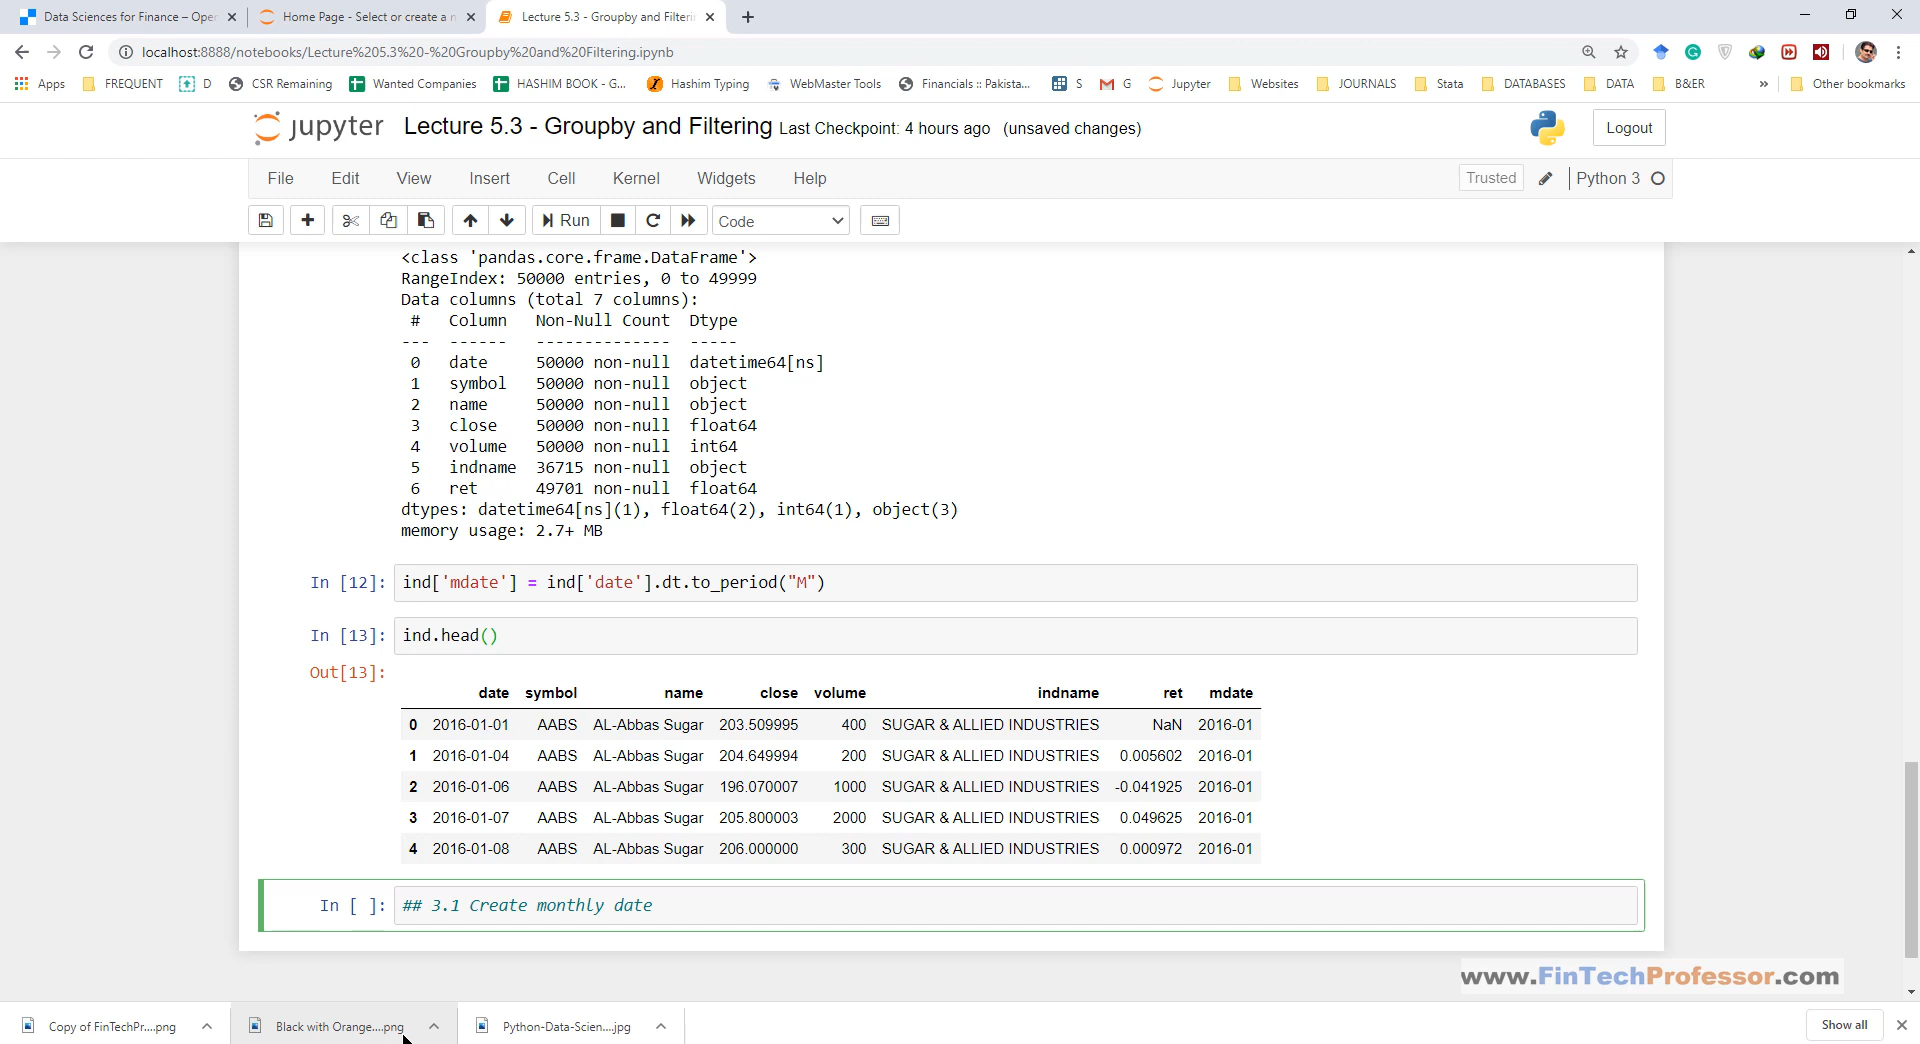 Data Sciences for Finance – Oper
Home Page - Select or create a n
Lecture 5.3 - Groupby and Filterin
localhost:8888/notebooks/Lecture%205.3%20-%20Groupby%20and%20Filtering.ipynb
Apps FREQUENT D CSR Remaining Wanted Companies HASHIM BOOK - G... Hashim Typing WebMaster Tools Financials :: Pakista... S G Jupyter Websites JOURNALS Stata DATABASES DATA B&ER » Other bookmarks
jupyter Lecture 5.3 - Groupby and Filtering Last Checkpoint: 4 hours ago (unsaved changes)
Logout
File Edit View Insert Cell Kernel Widgets Help Trusted Python 3
Run Code
<class 'pandas.core.frame.DataFrame'>
RangeIndex: 50000 entries, 0 to 49999
Data columns (total 7 columns):
# Column Non-Null Count Dtype
--- ------ -------------- -----
0 date 50000 non-null datetime64[ns]
1 symbol 50000 non-null object
2 name 50000 non-null object
3 close 50000 non-null float64
4 volume 50000 non-null int64
5 indname 36715 non-null object
6 ret 49701 non-null float64
dtypes: datetime64[ns](1), float64(2), int64(1), object(3)
memory usage: 2.7+ MB
In [12]: ind['mdate'] = ind['date'].dt.to_period("M")
In [13]: ind.head()
Out[13]:
date symbol name close volume indname ret mdate
0 2016-01-01 AABS AL-Abbas Sugar 203.509995 400 SUGAR & ALLIED INDUSTRIES NaN 2016-01
1 2016-01-04 AABS AL-Abbas Sugar 204.649994 200 SUGAR & ALLIED INDUSTRIES 0.005602 2016-01
2 2016-01-06 AABS AL-Abbas Sugar 196.070007 1000 SUGAR & ALLIED INDUSTRIES -0.041925 2016-01
3 2016-01-07 AABS AL-Abbas Sugar 205.800003 2000 SUGAR & ALLIED INDUSTRIES 0.049625 2016-01
4 2016-01-08 AABS AL-Abbas Sugar 206.000000 300 SUGAR & ALLIED INDUSTRIES 0.000972 2016-01
In [ ]: ## 3.1 Create monthly date
www.FinTechProfessor.com
Copy of FinTechPr....png
Black with Orange....png
Python-Data-Scien....jpg
Show all